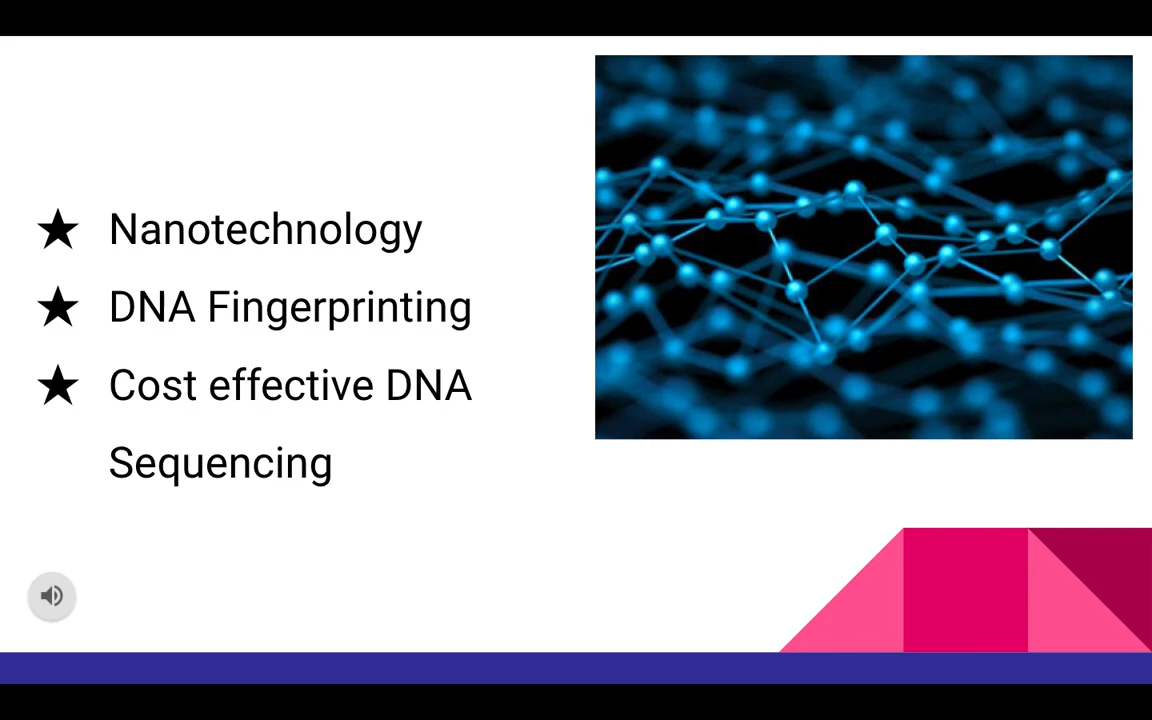 ★ Nanotechnology
★ DNA Fingerprinting
★ Cost effective DNA
Sequencing